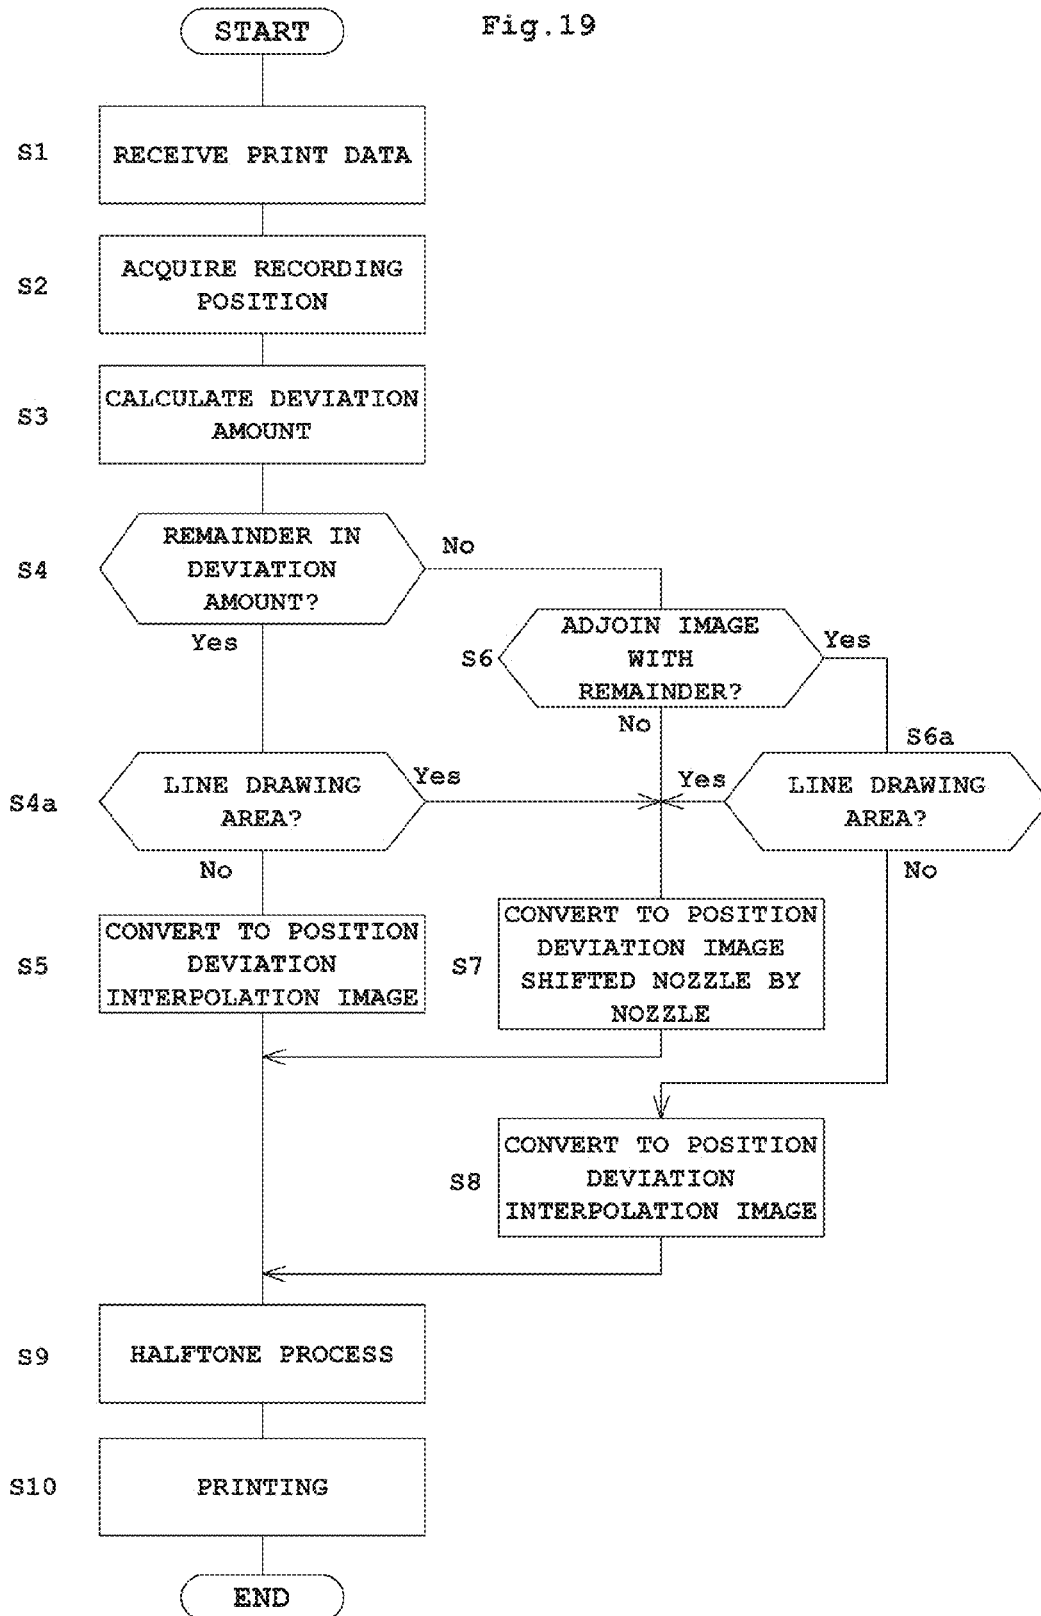 Fig.19
START
S1
RECEIVE PRINT DATA
S2
ACQUIRE RECORDING
POSITION
S3
CALCULATE DEVIATION
AMOUNT
S4
REMAINDER IN
DEVIATION
AMOUNT?
No
Yes
S6
ADJOIN IMAGE
WITH
REMAINDER?
Yes
No
S4a
LINE DRAWING
AREA?
Yes
No
S6a
LINE DRAWING
AREA?
Yes
No
S5
CONVERT TO POSITION
DEVIATION
INTERPOLATION IMAGE
S7
CONVERT TO POSITION
DEVIATION IMAGE
SHIFTED NOZZLE BY
NOZZLE
S8
CONVERT TO POSITION
DEVIATION
INTERPOLATION IMAGE
S9
HALFTONE PROCESS
S10
PRINTING
END